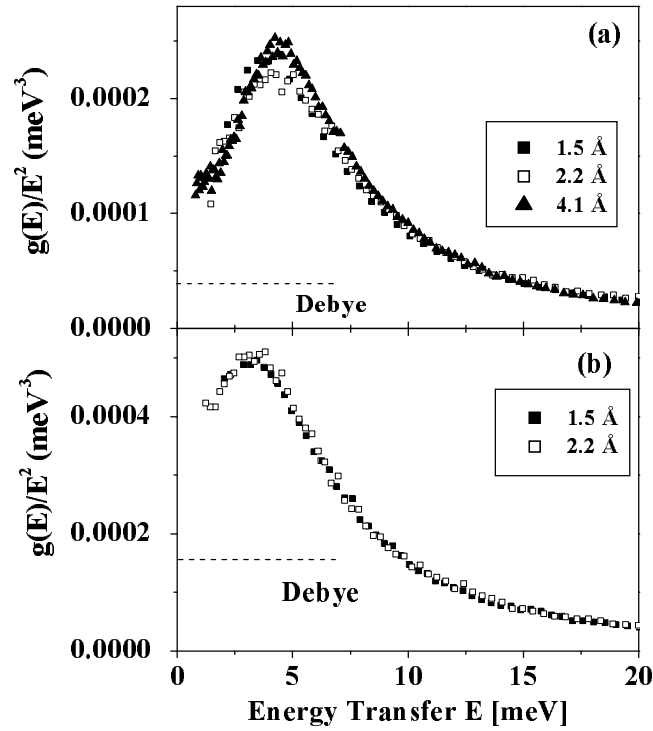 (a)
g(E)/E² (meV⁻³)
0.0002
0.0001
0.0000
1.5 Å
2.2 Å
4.1 Å
Debye
(b)
g(E)/E² (meV⁻³)
0.0004
0.0002
0.0000
1.5 Å
2.2 Å
Debye
0 5 10 15 20
Energy Transfer E [meV]